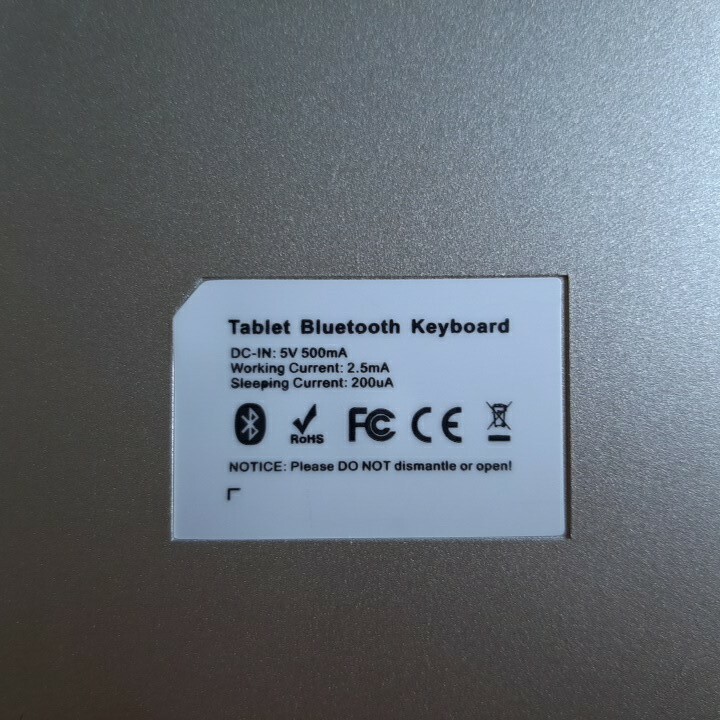 Tablet Bluetooth Keyboard
DC-IN: 5V 500mA
Working Current: 2.5mA
Sleeping Current: 200uA
RoHS FC CE
NOTICE: Please DO NOT dismantle or open!